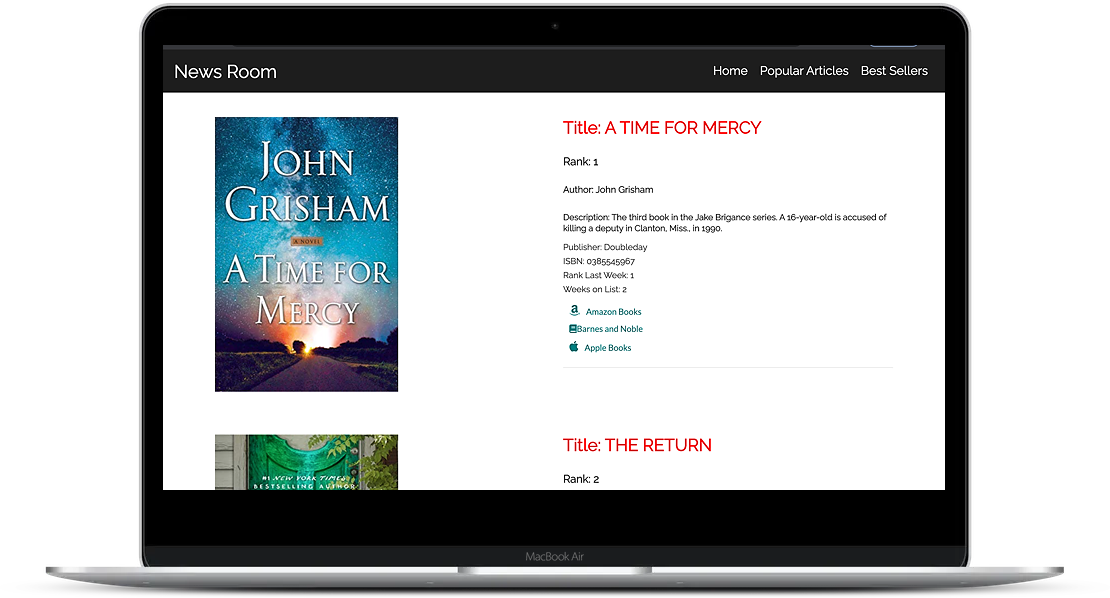 News Room
Home Popular Articles Best Sellers
JOHN
GRISHAM
A NOVEL
A TIME FOR
MERCY
Title: A TIME FOR MERCY
Rank: 1
Author: John Grisham
Description: The third book in the Jake Brigance series. A 16-year-old is accused of
killing a deputy in Clanton, Miss., in 1990.
Publisher: Doubleday
ISBN: 0385545967
Rank Last Week: 1
Weeks on List: 2
Amazon Books
Barnes and Noble
Apple Books
#1 NEW YORK TIMES
BESTSELLING AUTHOR
Title: THE RETURN
Rank: 2
MacBook Air